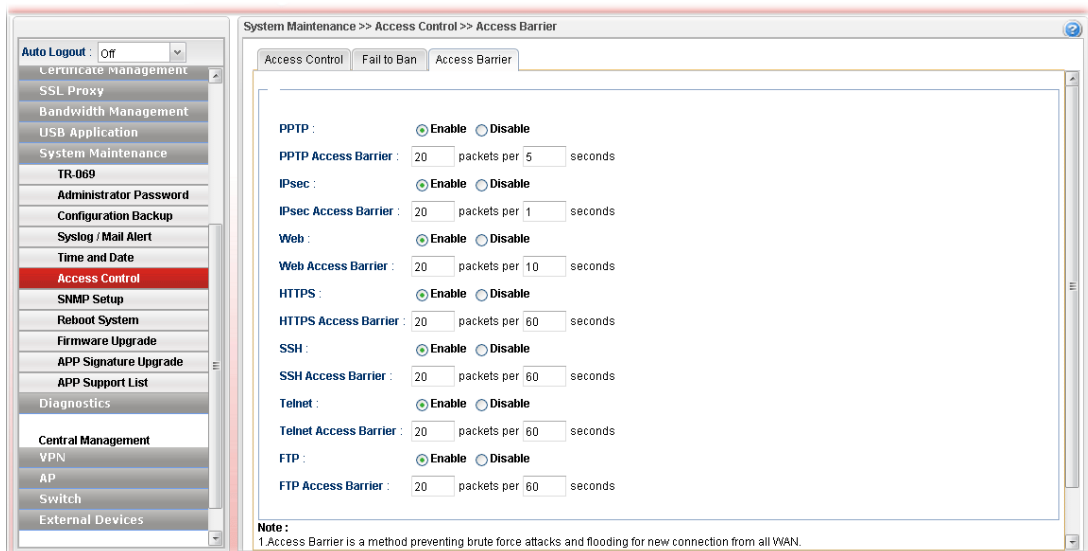 System Maintenance >> Access Control >> Access Barrier
Auto Logout : Off
Certificate Management
SSL Proxy
Bandwidth Management
USB Application
System Maintenance
TR-069
Administrator Password
Configuration Backup
Syslog / Mail Alert
Time and Date
Access Control
SNMP Setup
Reboot System
Firmware Upgrade
APP Signature Upgrade
APP Support List
Diagnostics
Central Management
VPN
AP
Switch
External Devices
Access Control Fail to Ban Access Barrier
PPTP : Enable Disable
PPTP Access Barrier : 20 packets per 5 seconds
IPsec : Enable Disable
IPsec Access Barrier : 20 packets per 1 seconds
Web : Enable Disable
Web Access Barrier : 20 packets per 10 seconds
HTTPS : Enable Disable
HTTPS Access Barrier : 20 packets per 60 seconds
SSH : Enable Disable
SSH Access Barrier : 20 packets per 60 seconds
Telnet : Enable Disable
Telnet Access Barrier : 20 packets per 60 seconds
FTP : Enable Disable
FTP Access Barrier : 20 packets per 60 seconds
Note :
1.Access Barrier is a method preventing brute force attacks and flooding for new connection from all WAN.